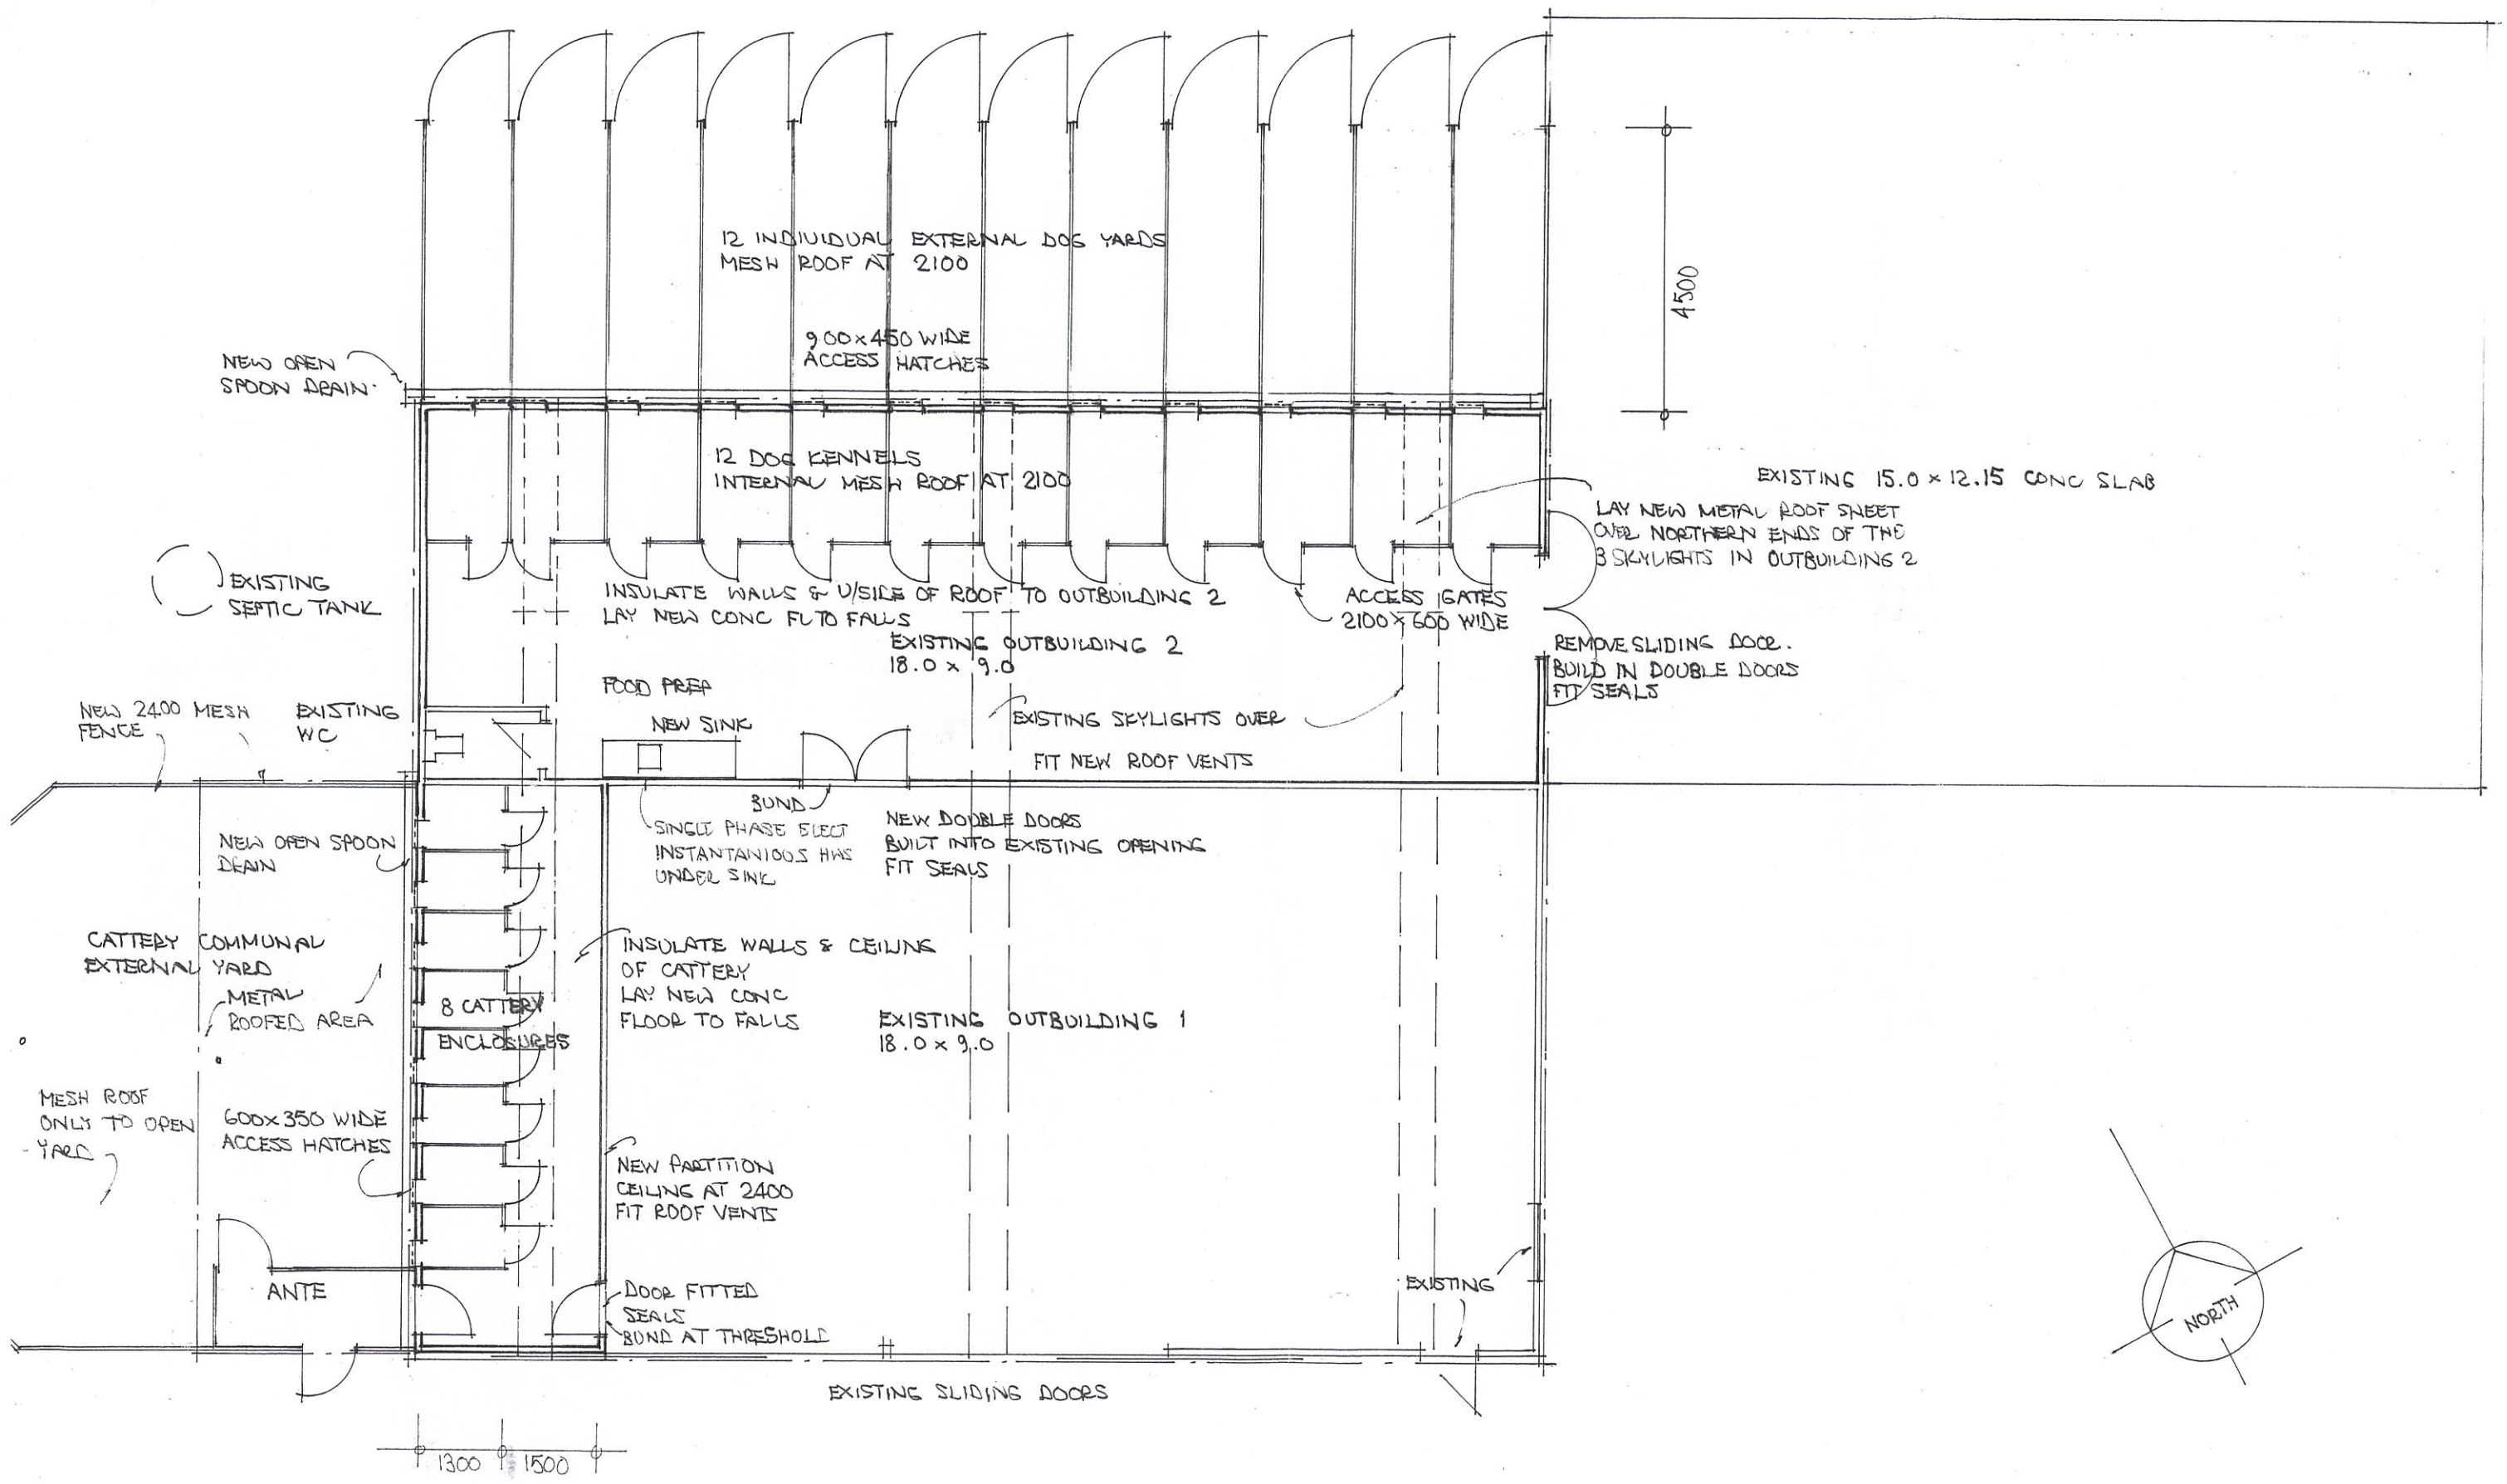 12 INDIVIDUAL EXTERNAL DOG YARDS
MESH ROOF AT 2100
4500
900x450 WIDE
ACCESS HATCHES
NEW OPEN
SPOON DRAIN.
12 DOG KENNELS
INTERNAL MESH ROOF AT 2100
EXISTING 15.0 x 12.15 CONC SLAB
LAY NEW METAL ROOF SHEET
OVER NORTHERN ENDS OF THE
3 SKYLIGHTS IN OUTBUILDING 2
EXISTING
SEPTIC TANK
INSULATE WALLS & U/SIDE OF ROOF TO OUTBUILDING 2
LAY NEW CONC FL TO FALLS
ACCESS GATES
2100 x 600 WIDE
EXISTING OUTBUILDING 2
18.0 x 9.0
REMOVE SLIDING DOOR.
BUILD IN DOUBLE DOORS
FIT SEALS
FOOD PREP
NEW SINK
NEW 2400 MESH
FENCE
EXISTING
WC
EXISTING SKYLIGHTS OVER
FIT NEW ROOF VENTS
BUND
SINGLE PHASE ELECT
INSTANTANIOUS HWS
UNDER SINK
NEW DOUBLE DOORS
BUILT INTO EXISTING OPENING
FIT SEALS
NEW OPEN SPOON
DRAIN
CATTERY COMMUNAL
EXTERNAL YARD
METAL
ROOFED AREA
INSULATE WALLS & CEILING
OF CATTERY
LAY NEW CONC
FLOOR TO FALLS
8 CATTERY
ENCLOSURES
EXISTING OUTBUILDING 1
18.0 x 9.0
MESH ROOF
ONLY TO OPEN
YARD
600x350 WIDE
ACCESS HATCHES
NEW PARTITION
CEILING AT 2400
FIT ROOF VENTS
ANTE
DOOR FITTED
SEALS
BUND AT THRESHOLD
EXISTING
NORTH
EXISTING SLIDING DOORS
1300
1500